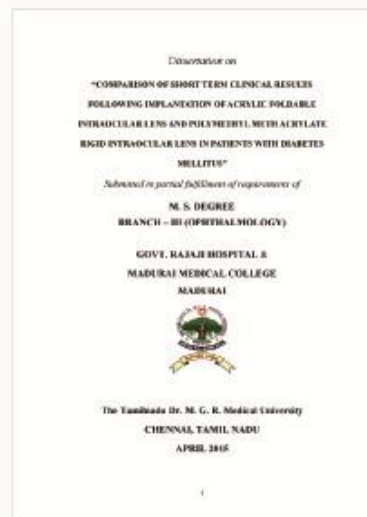 Dissertation on
"COMPARISON OF SHORT TERM CLINICAL RESULTS
FOLLOWING IMPLANTATION OF ACRYLIC FOLDABLE
INTRAOCULAR LENS AND POLYMETHYL METH ACRYLATE
RIGID INTRAOCULAR LENS IN PATIENTS WITH DIABETES
MELLITUS"
Submitted in partial fulfillment of requirements of
M. S. DEGREE
BRANCH – III (OPHTHALMOLOGY)
GOVT. RAJAJI HOSPITAL &
MADURAI MEDICAL COLLEGE
MADURAI
The Tamilnadu Dr. M. G. R. Medical University
CHENNAI, TAMIL NADU
APRIL 2015